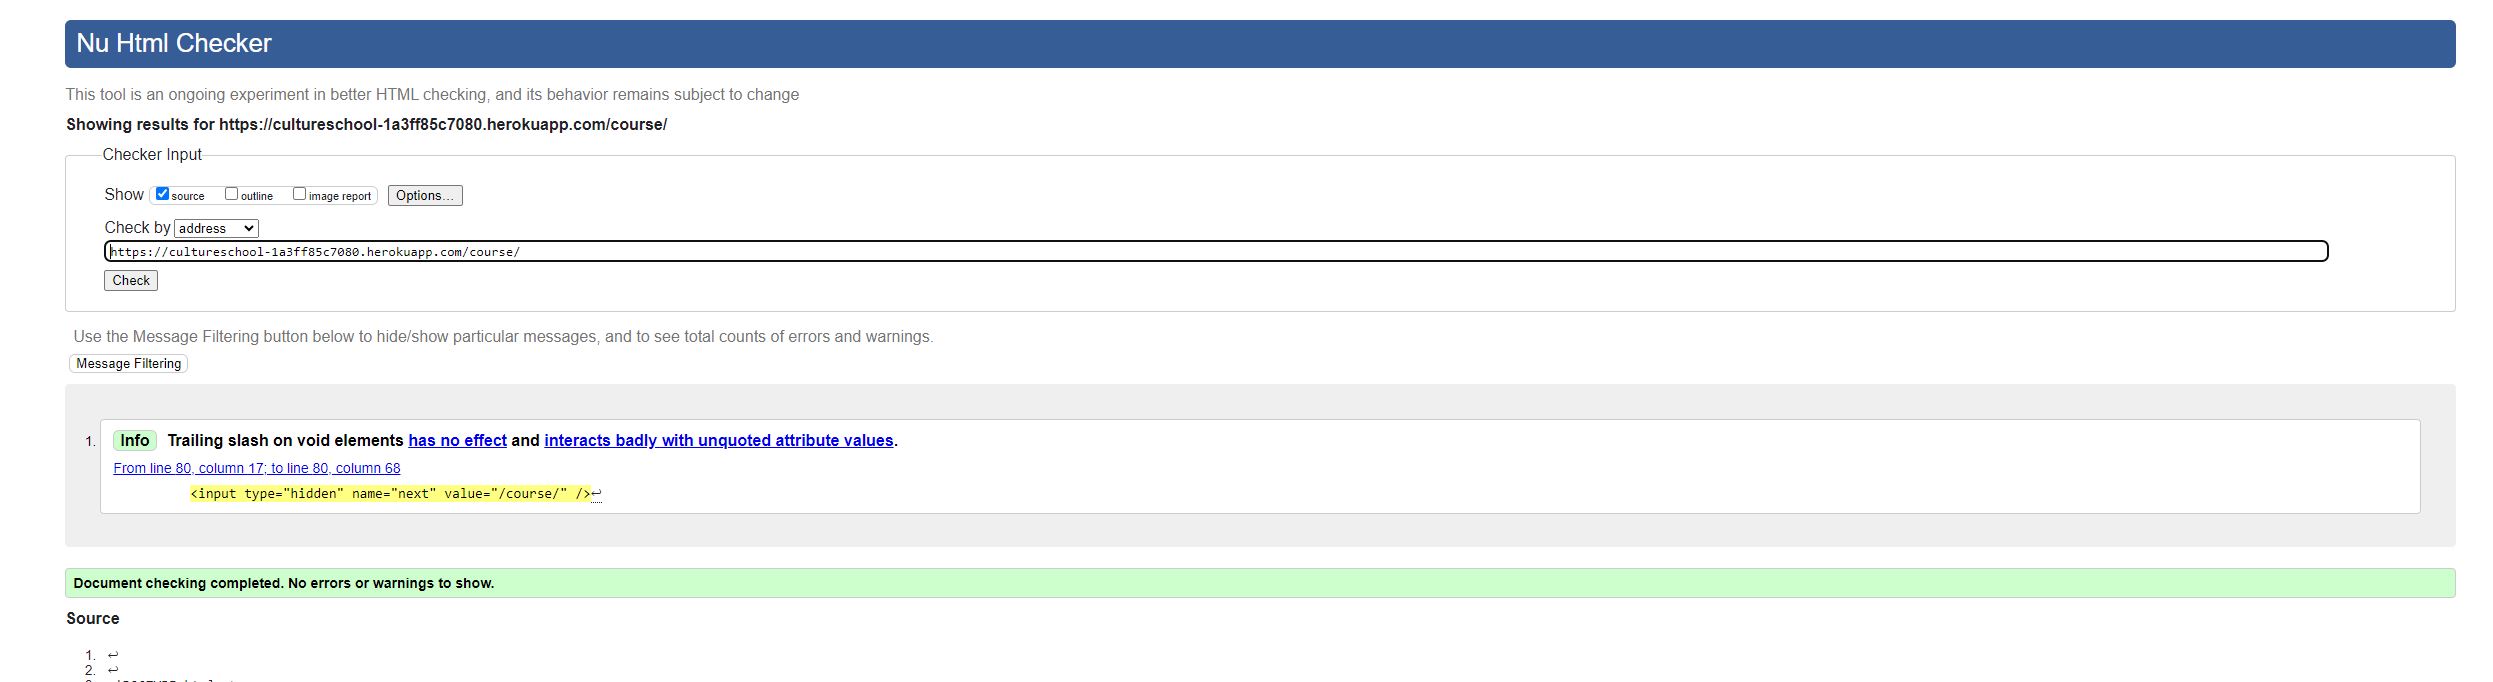 Nu Html Checker
This tool is an ongoing experiment in better HTML checking, and its behavior remains subject to change
Showing results for https://cultureschool-1a3ff85c7080.herokuapp.com/course/
Checker Input
Show source outline image report Options...
Check by address
https://cultureschool-1a3ff85c7080.herokuapp.com/course/
Check
Use the Message Filtering button below to hide/show particular messages, and to see total counts of errors and warnings.
Message Filtering
1. Info Trailing slash on void elements has no effect and interacts badly with unquoted attribute values.
From line 80, column 17; to line 80, column 68
<input type="hidden" name="next" value="/course/" />↩
Document checking completed. No errors or warnings to show.
Source
1. ↩
2. ↩